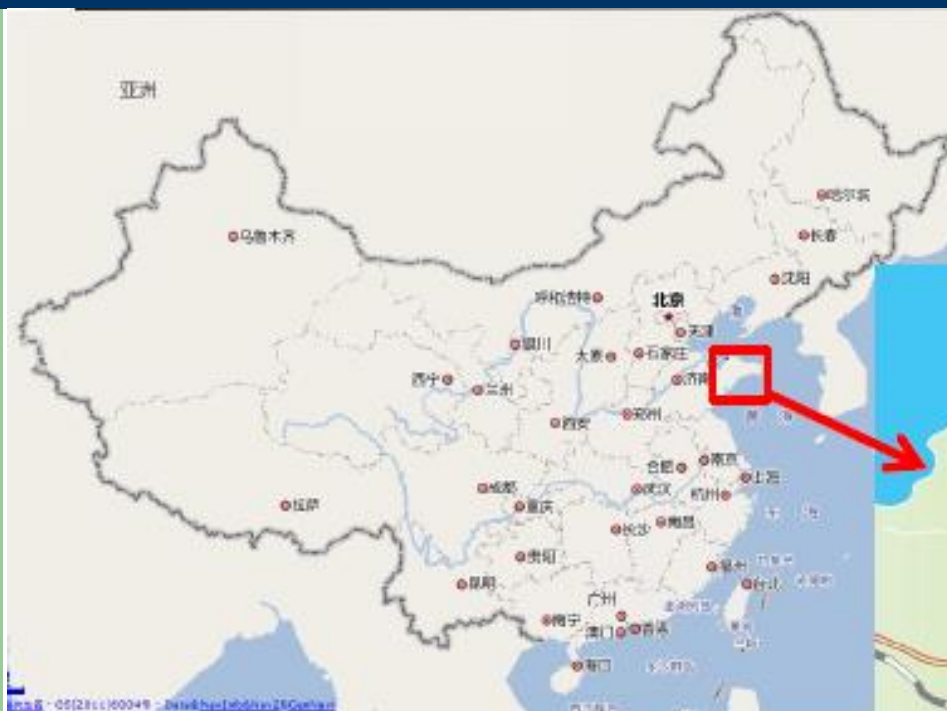 亚洲
哈尔滨
长春
乌鲁木齐
沈阳
呼和浩特
北京
天津
银川
太原
石家庄
西宁
济南
兰州
郑州
黄 海
西安
南京
合肥
上海
成都
武汉
杭州
拉萨
重庆
东 海
南昌
长沙
贵阳
福州
昆明
台北
广州
南宁
香港
澳门
海口